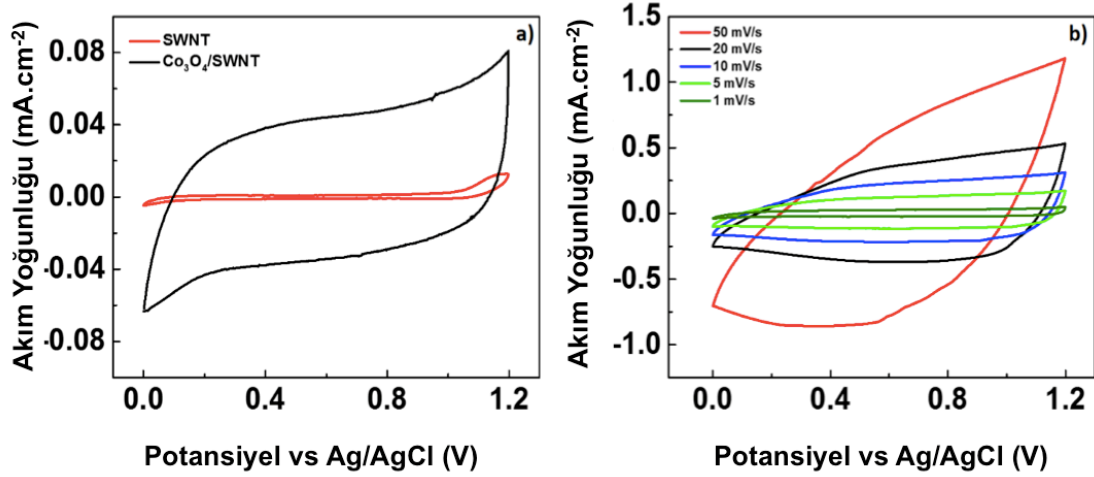 a)
SWNT
Co₃O₄/SWNT
Akım Yoğunluğu (mA.cm⁻²)
0.08
0.04
0.00
-0.04
-0.08
0.0 0.4 0.8 1.2
Potansiyel vs Ag/AgCl (V)
b)
50 mV/s
20 mV/s
10 mV/s
5 mV/s
1 mV/s
Akım Yoğunluğu (mA.cm⁻²)
1.5
1.0
0.5
0.0
-0.5
-1.0
0.0 0.4 0.8 1.2
Potansiyel vs Ag/AgCl (V)